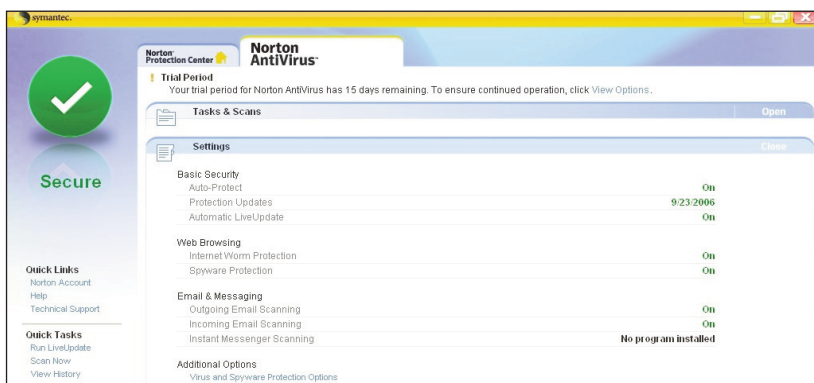 symantec.
Norton™
Protection Center
Norton
AntiVirus™
! Trial Period
Your trial period for Norton AntiVirus has 15 days remaining. To ensure continued operation, click View Options.
Tasks & Scans Open
Settings Close
Secure
Basic Security
Auto-Protect On
Protection Updates 9/23/2006
Automatic LiveUpdate On
Web Browsing
Internet Worm Protection On
Spyware Protection On
Email & Messaging
Outgoing Email Scanning On
Incoming Email Scanning On
Instant Messenger Scanning No program installed
Additional Options
Virus and Spyware Protection Options
Quick Links
Norton Account
Help
Technical Support
Quick Tasks
Run LiveUpdate
Scan Now
View History